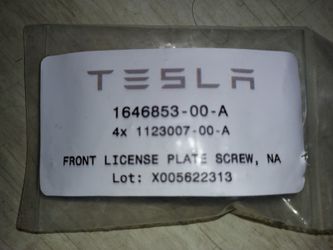 TESLA
1646853-00-A
4x 1123007-00-A
FRONT LICENSE PLATE SCREW, NA
Lot: X005622313